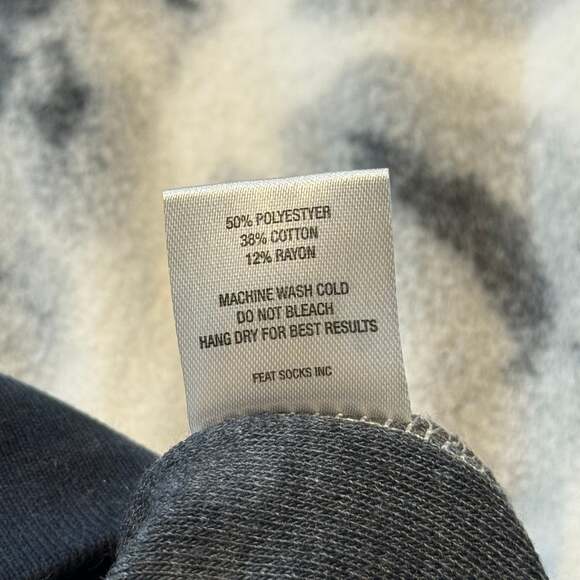 50% POLYESTYER
38% COTTON
12% RAYON
MACHINE WASH COLD
DO NOT BLEACH
HANG DRY FOR BEST RESULTS
FEAT SOCKS INC